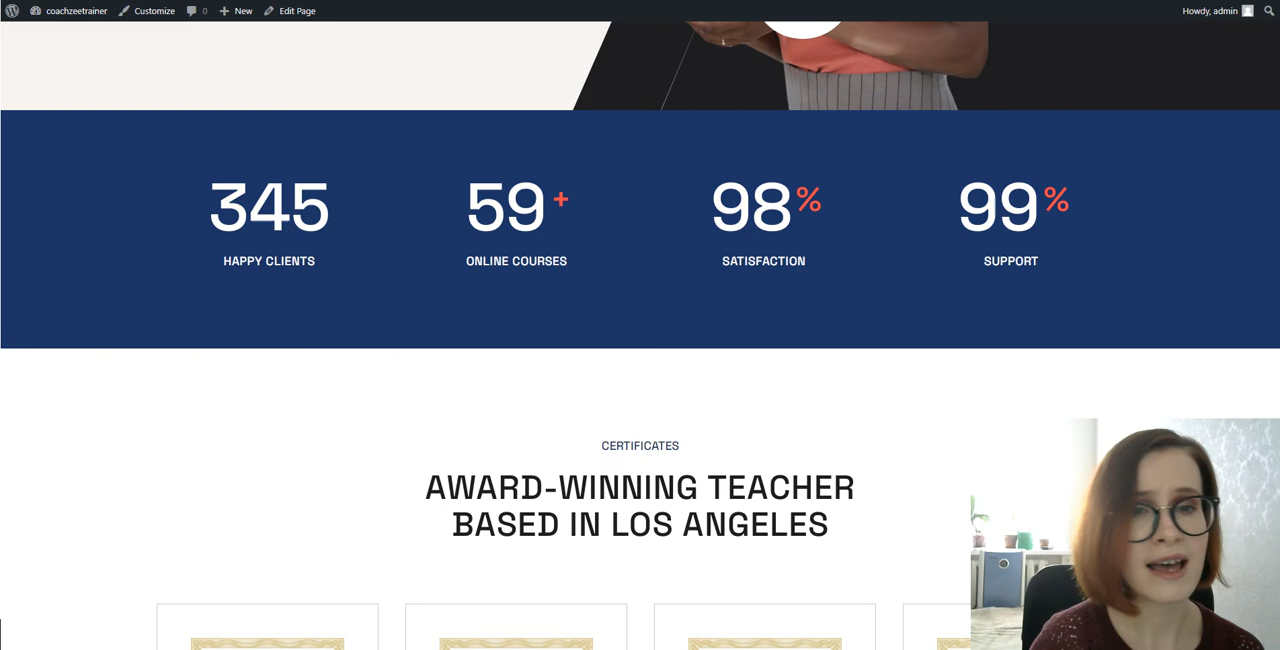 coachzeetrainer Customize 0 New Edit Page Howdy, admin
345 59+ 98% 99%
HAPPY CLIENTS ONLINE COURSES SATISFACTION SUPPORT
CERTIFICATES
AWARD-WINNING TEACHER
BASED IN LOS ANGELES